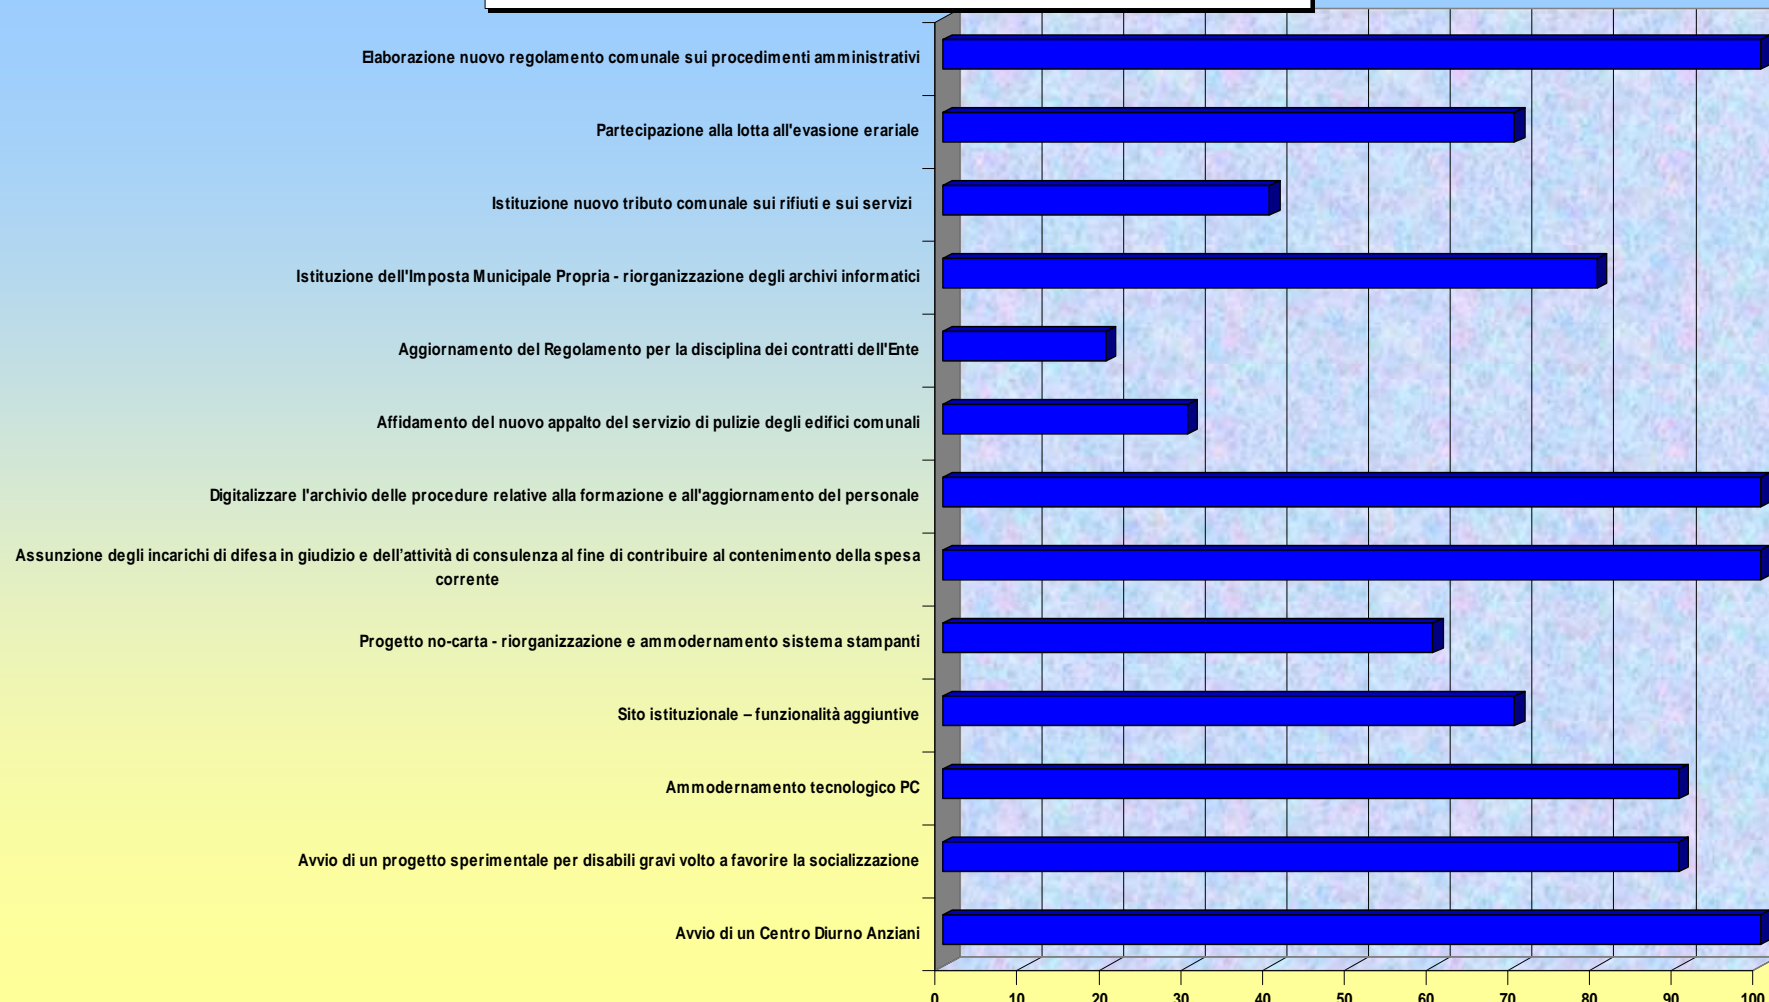 Elaborazione nuovo regolamento comunale sui procedimenti amministrativi
Partecipazione alla lotta all'evasione erariale
Istituzione nuovo tributo comunale sui rifiuti e sui servizi
Istituzione dell'Imposta Municipale Propria - riorganizzazione degli archivi informatici
Aggiornamento del Regolamento per la disciplina dei contratti dell'Ente
Affidamento del nuovo appalto del servizio di pulizie degli edifici comunali
Digitalizzare l'archivio delle procedure relative alla formazione e all'aggiornamento del personale
Assunzione degli incarichi di difesa in giudizio e dell'attività di consulenza al fine di contribuire al contenimento della spesa
corrente
Progetto no-carta - riorganizzazione e ammodernamento sistema stampanti
Sito istituzionale – funzionalità aggiuntive
Ammodernamento tecnologico PC
Avvio di un progetto sperimentale per disabili gravi volto a favorire la socializzazione
Avvio di un Centro Diurno Anziani
0 10 20 30 40 50 60 70 80 90 100